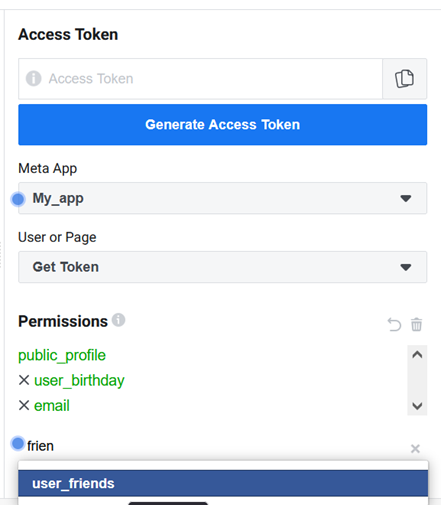 Access Token
Access Token
Generate Access Token
Meta App
My_app
User or Page
Get Token
Permissions
public_profile
user_birthday
email
frien
user_friends